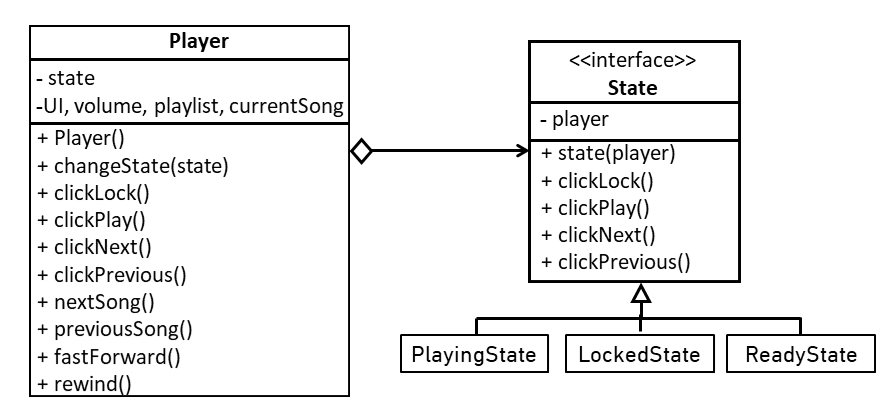 Player
- state
-UI, volume, playlist, currentSong
+ Player()
+ changeState(state)
+ clickLock()
+ clickPlay()
+ clickNext()
+ clickPrevious()
+ nextSong()
+ previousSong()
+ fastForward()
+ rewind()
<<interface>>
State
- player
+ state(player)
+ clickLock()
+ clickPlay()
+ clickNext()
+ clickPrevious()
PlayingState
LockedState
ReadyState